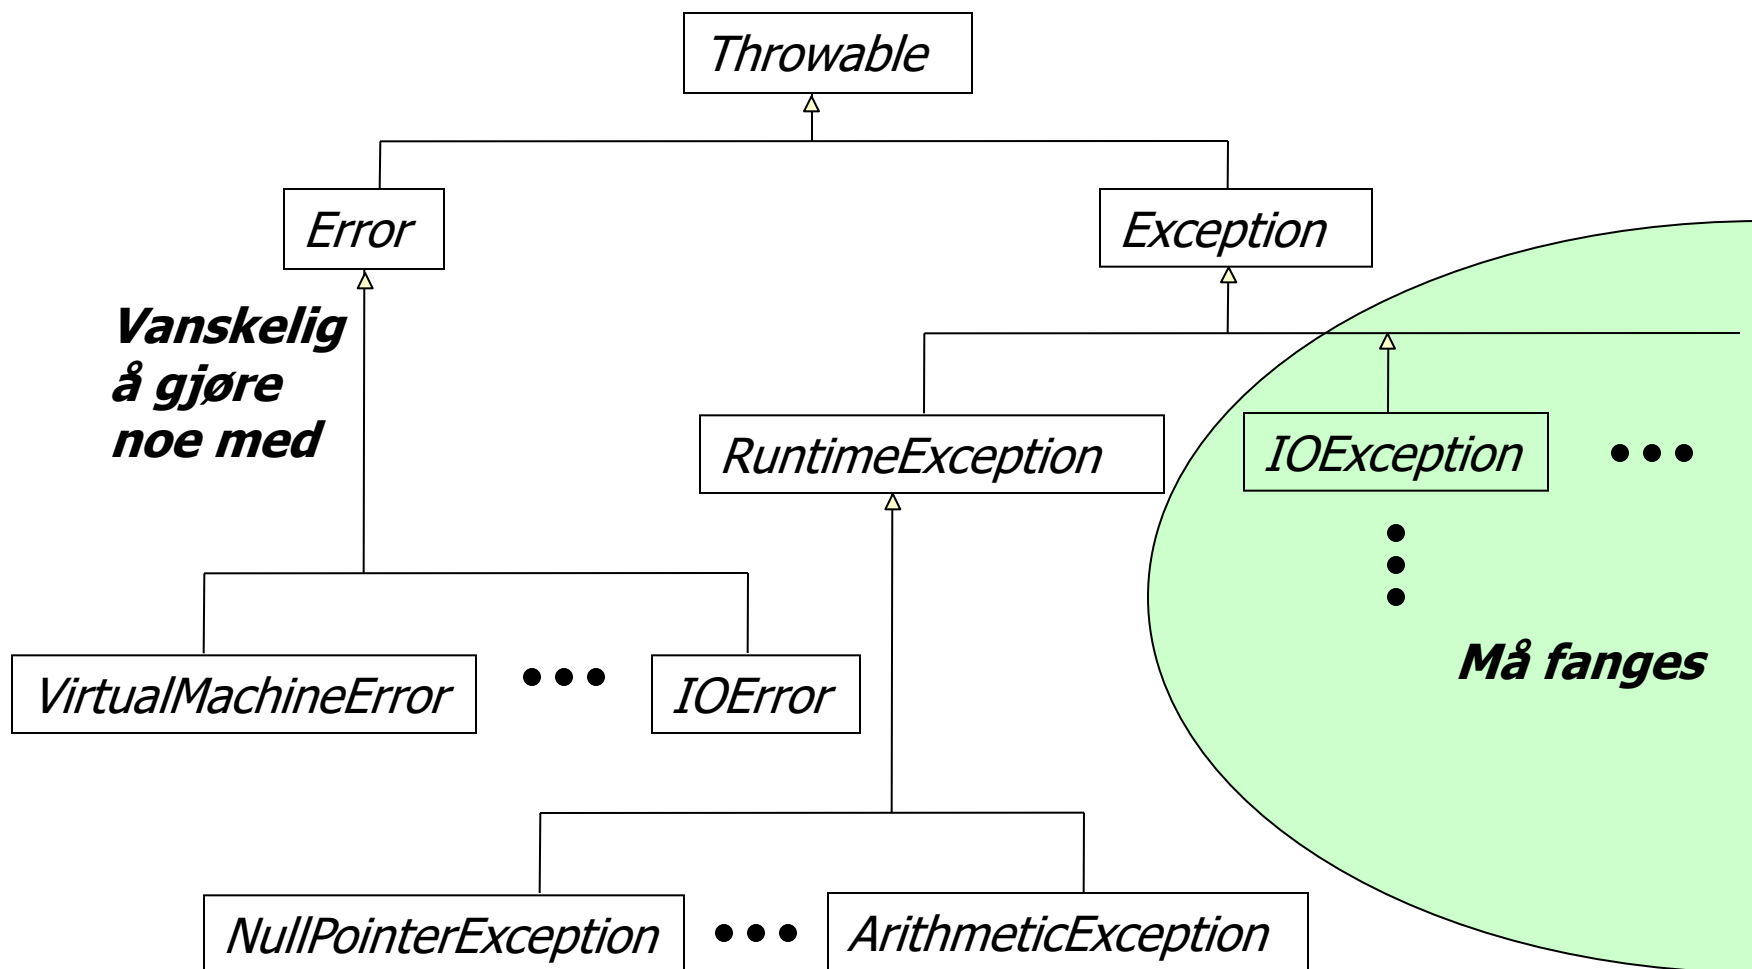 Throwable
Error
Exception
Vanskelig
å gjøre
noe med
RuntimeException
IOException
Må fanges
VirtualMachineError
IOError
NullPointerException
ArithmeticException